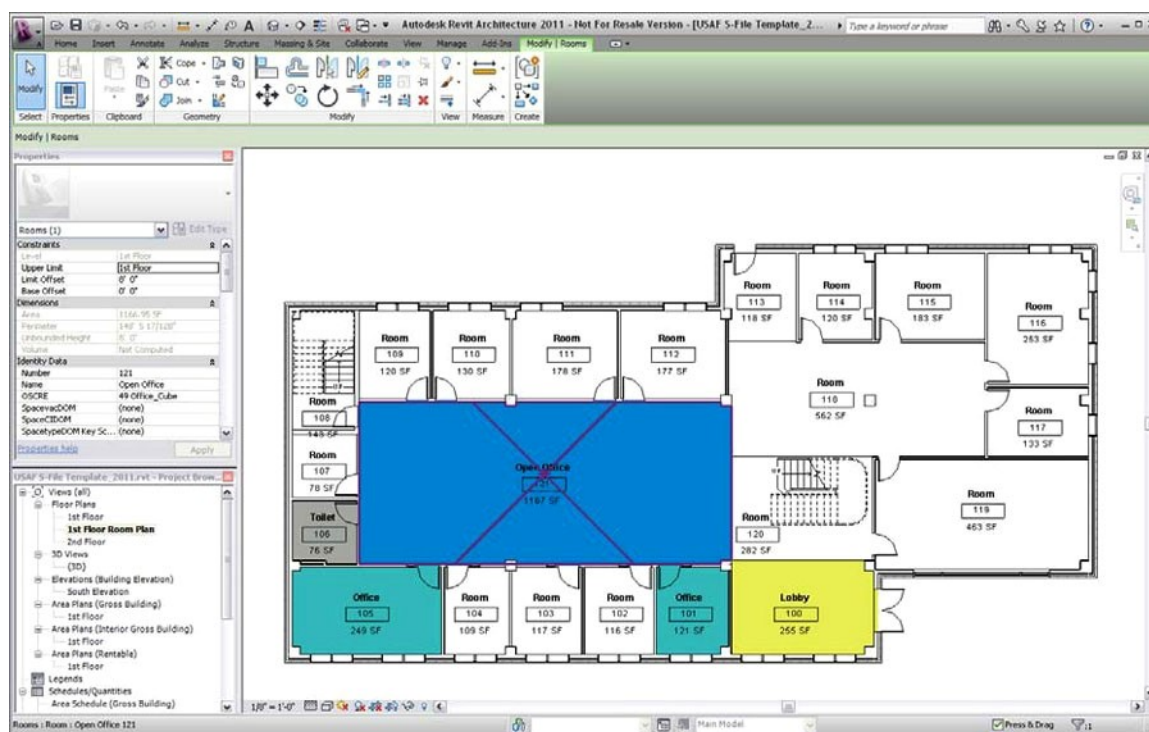 Autodesk Revit Architecture 2011 - Not For Resale Version - [USAF S-File Template_2...
Type a keyword or phrase
Home Insert Annotate Analyze Structure Massing & Site Collaborate View Manage Add-Ins Modify | Rooms
Modify
Paste
Cope
Cut
Join
Select Properties Clipboard Geometry Modify View Measure Create
Modify | Rooms
Properties
Rooms (1) Edit Type
Constraints
Level 1st Floor
Upper Limit 1st Floor
Limit Offset 8' 0"
Base Offset 0' 0"
Dimensions
Area 1166.95 SF
Perimeter 148' 5 17/128"
Unbounded Height 8' 0"
Volume Not Computed
Identity Data
Number 121
Name Open Office
OSCRE 49 Office_Cube
SpacevacDOM (none)
SpaceCIDOM (none)
SpacetypeDOM Key Sc... (none)
Properties help Apply
USAF S-File Template_2011.rvt - Project Brow...
Views (all)
Floor Plans
1st Floor
1st Floor Room Plan
2nd Floor
3D Views
{3D}
Elevations (Building Elevation)
South Elevation
Area Plans (Gross Building)
1st Floor
Area Plans (Interior Gross Building)
1st Floor
Area Plans (Rentable)
1st Floor
Legends
Schedules/Quantities
Area Schedule (Gross Building)
Room
113
118 SF
Room
114
120 SF
Room
115
183 SF
Room
116
263 SF
Room
109
120 SF
Room
110
130 SF
Room
111
178 SF
Room
112
177 SF
Room
118
562 SF
Room
108
Room
117
133 SF
Room
107
78 SF
Open Office
121
1167 SF
Toilet
106
76 SF
Room
120
282 SF
Room
119
463 SF
Office
105
249 SF
Room
104
109 SF
Room
103
117 SF
Room
102
116 SF
Office
101
121 SF
Lobby
100
255 SF
1/8" = 1'-0"
Rooms : Room : Open Office 121
Main Model
Press & Drag
:1